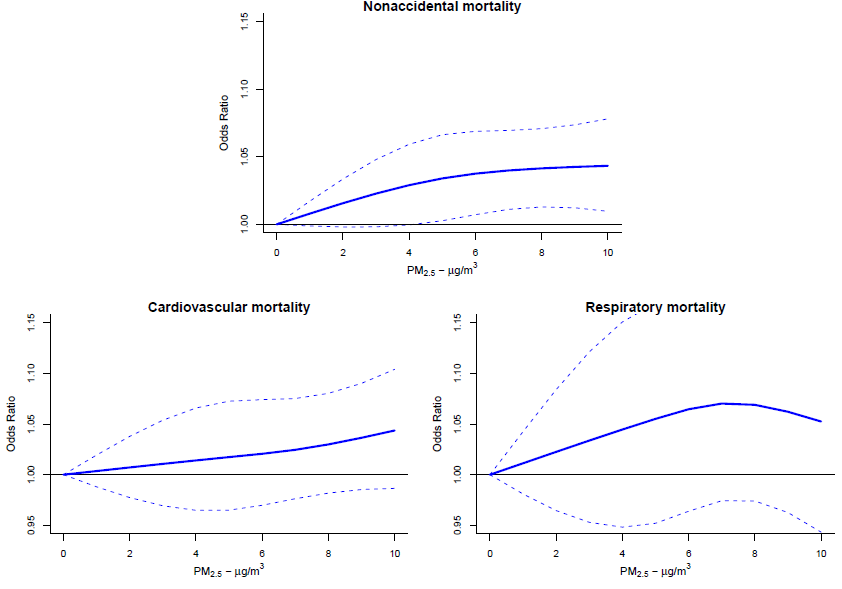 Nonaccidental mortality
1.15
1.10
1.05
1.00
Odds Ratio
0 2 4 6 8 10
PM2.5 − μg/m3
Cardiovascular mortality
1.15
1.10
1.05
1.00
0.95
Odds Ratio
0 2 4 6 8 10
PM2.5 − μg/m3
Respiratory mortality
1.15
1.10
1.05
1.00
0.95
Odds Ratio
0 2 4 6 8 10
PM2.5 − μg/m3